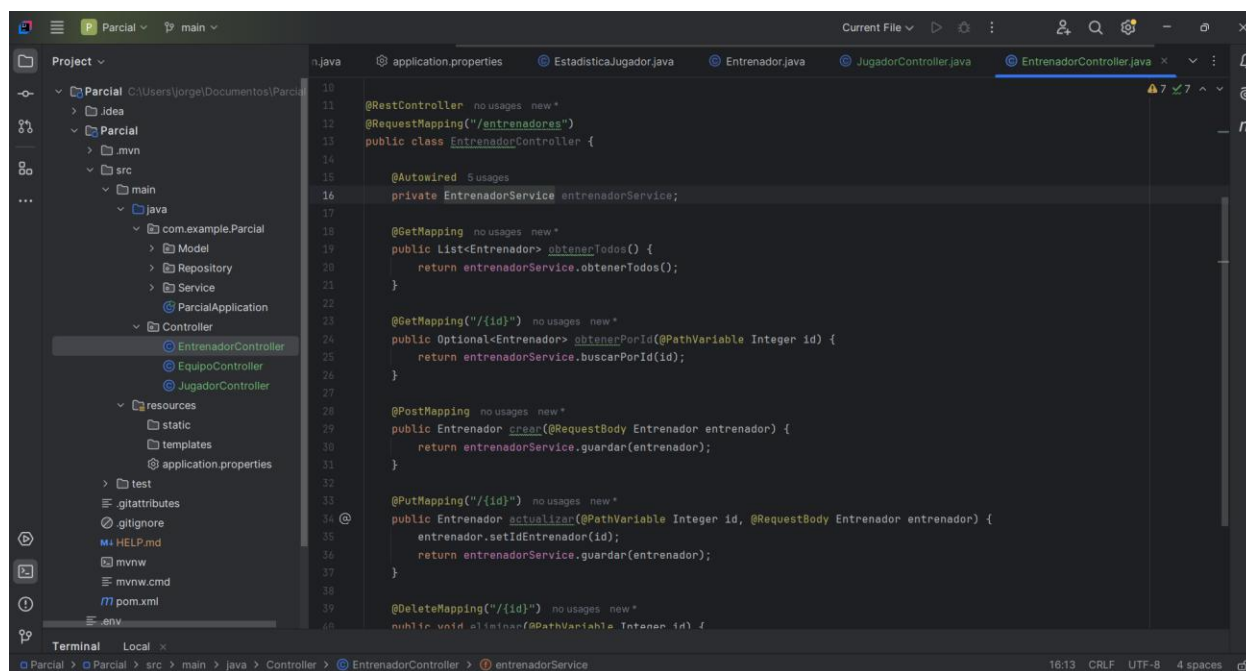 Parcial
main
Current File
Project
n.java
application.properties
EstadisticaJugador.java
Entrenador.java
JugadorController.java
EntrenadorController.java
Parcial C:\Users\jorge\Documentos\Parcial
.idea
Parcial
.mvn
src
main
java
com.example.Parcial
Model
Repository
Service
ParcialApplication
Controller
EntrenadorController
EquipoController
JugadorController
resources
static
templates
application.properties
test
.gitattributes
.gitignore
HELP.md
mvnw
mvnw.cmd
pom.xml
.env
7 7
10
11 @RestController no usages new *
12 @RequestMapping("/entrenadores")
13 public class EntrenadorController {
14
15 @Autowired 5 usages
16 private EntrenadorService entrenadorService;
17
18 @GetMapping no usages new *
19 public List<Entrenador> obtenerTodos() {
20 return entrenadorService.obtenerTodos();
21 }
22
23 @GetMapping("/{id}") no usages new *
24 public Optional<Entrenador> obtenerPorId(@PathVariable Integer id) {
25 return entrenadorService.buscarPorId(id);
26 }
27
28 @PostMapping no usages new *
29 public Entrenador crear(@RequestBody Entrenador entrenador) {
30 return entrenadorService.guardar(entrenador);
31 }
32
33 @PutMapping("/{id}") no usages new *
34 public Entrenador actualizar(@PathVariable Integer id, @RequestBody Entrenador entrenador) {
35 entrenador.setIdEntrenador(id);
36 return entrenadorService.guardar(entrenador);
37 }
38
39 @DeleteMapping("/{id}") no usages new *
40 public void eliminar(@PathVariable Integer id) {
Terminal Local
Parcial > Parcial > src > main > java > Controller > EntrenadorController > entrenadorService
16:13 CRLF UTF-8 4 spaces